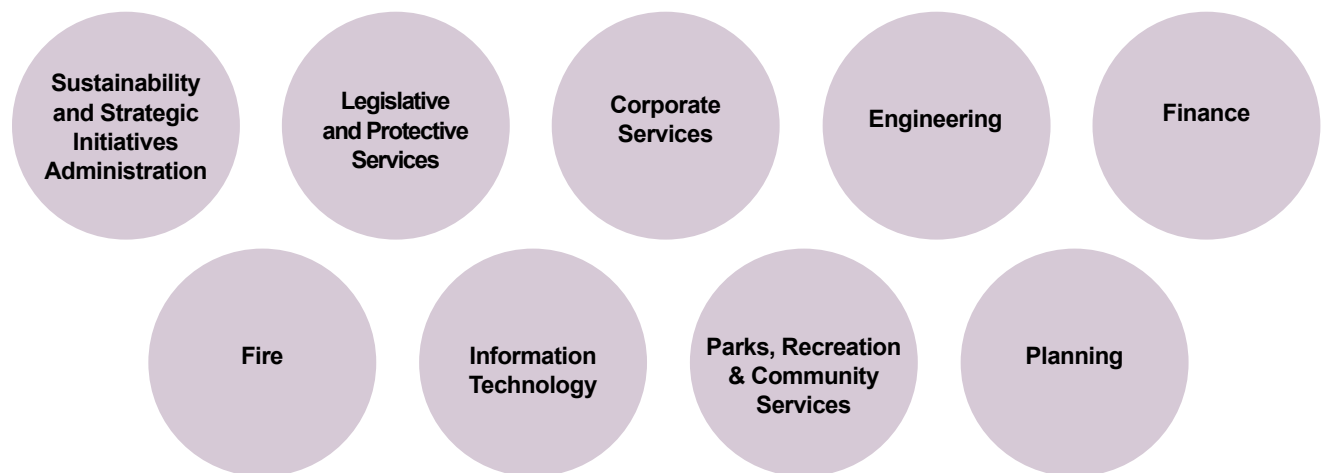 Sustainability
and Strategic
Initiatives
Administration
Legislative
and Protective
Services
Corporate
Services
Engineering
Finance
Fire
Information
Technology
Parks, Recreation
& Community
Services
Planning